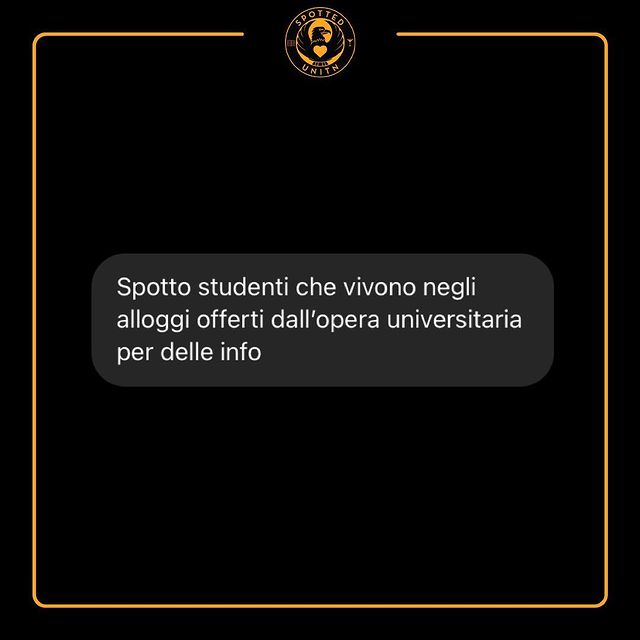 SPOTTED
UNITN
Spotto studenti che vivono negli
alloggi offerti dall’opera universitaria
per delle info